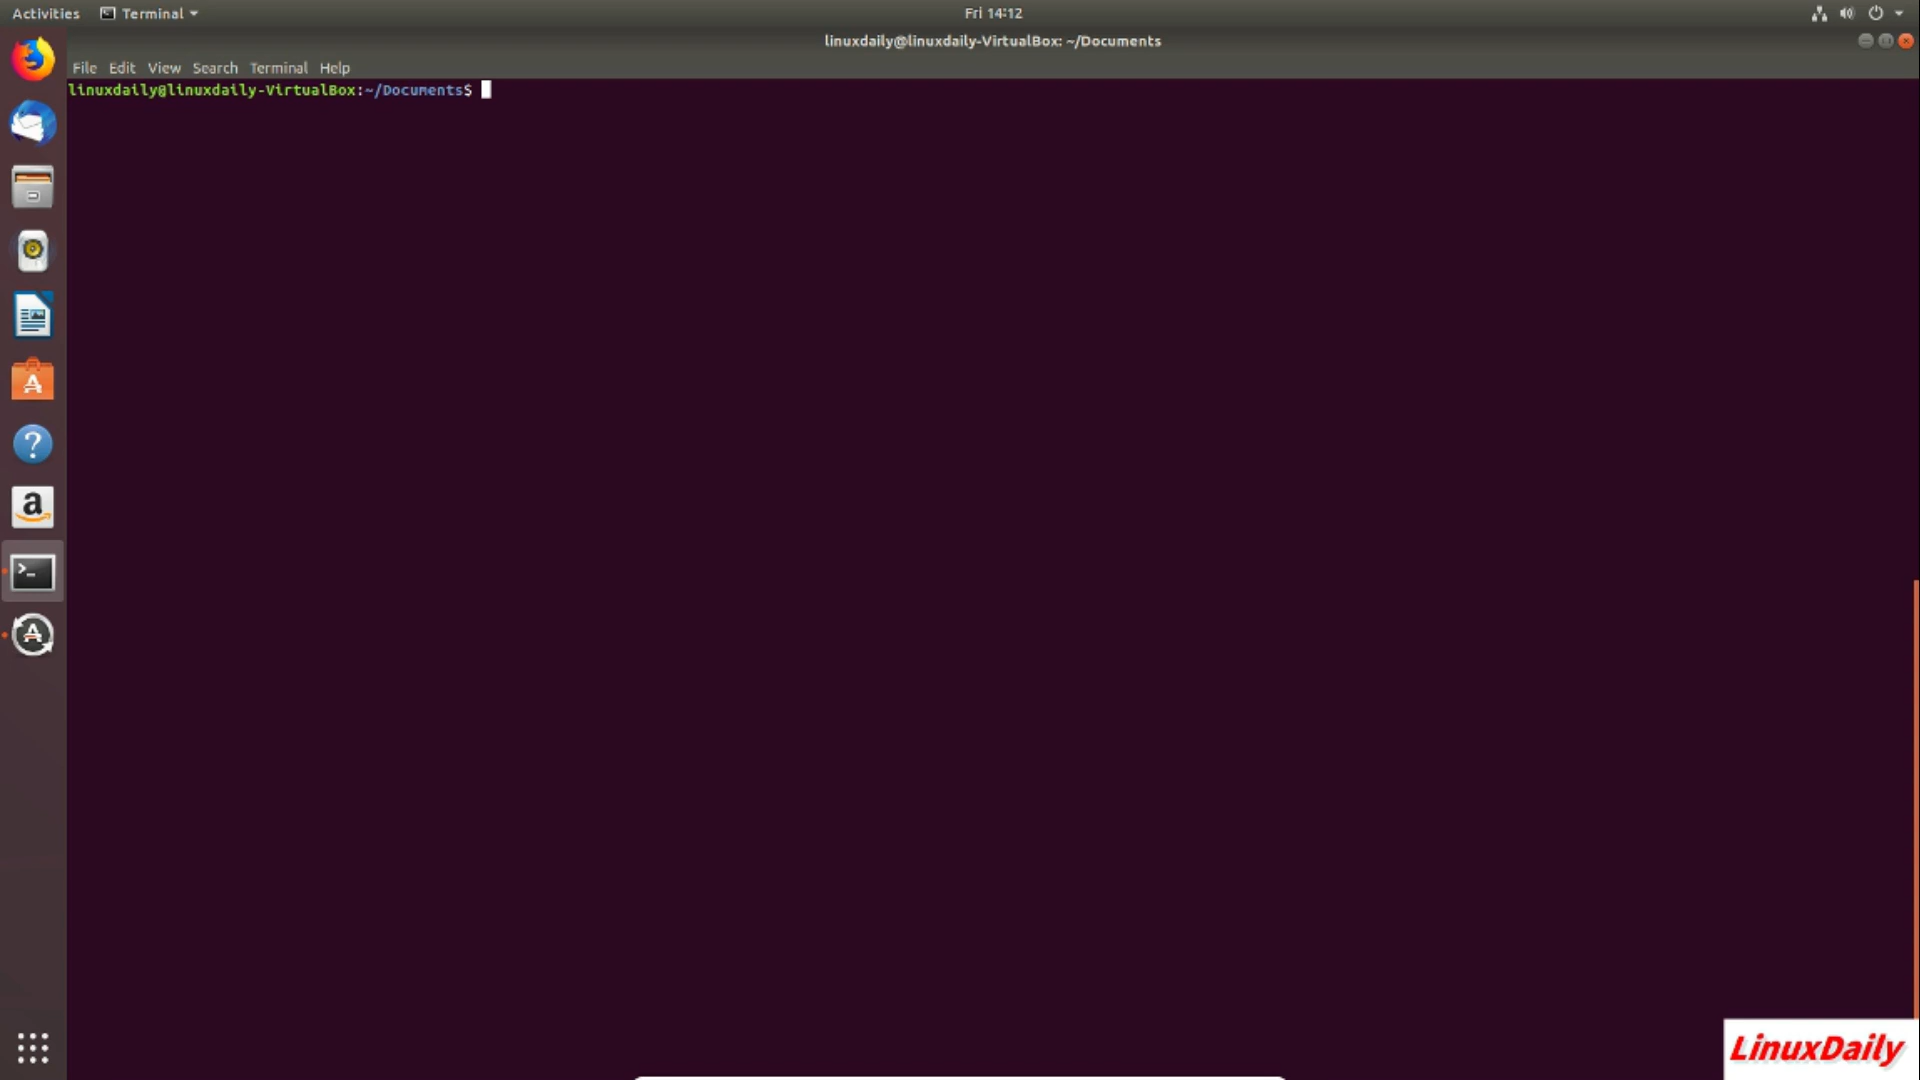 Activities Terminal Fri 14:12
linuxdaily@linuxdaily-VirtualBox: ~/Documents
File Edit View Search Terminal Help
linuxdaily@linuxdaily-VirtualBox:~/Documents$
?
a
>_
LinuxDaily